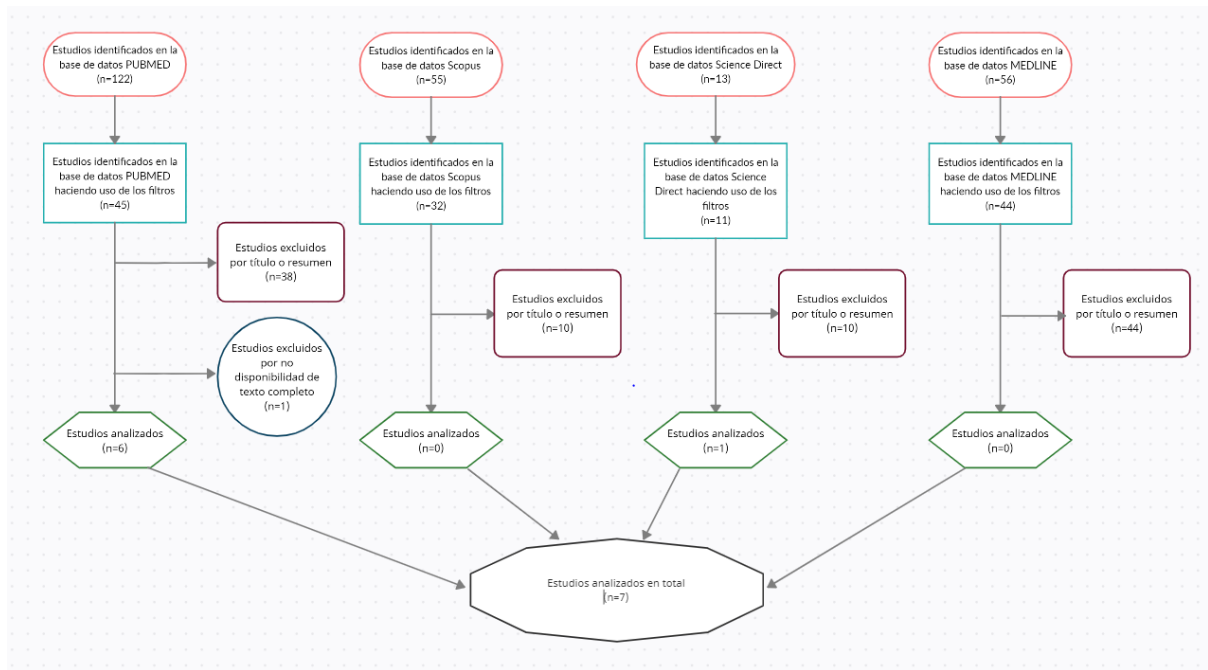 Estudios identificados en la
base de datos PUBMED
(n=122)
Estudios identificados en la
base de datos Scopus
(n=55)
Estudios identificados en la
base de datos Science Direct
(n=13)
Estudios identificados en la
base de datos MEDLINE
(n=56)
Estudios identificados en la
base de datos PUBMED
haciendo uso de los filtros
(n=45)
Estudios identificados en la
base de datos Scopus
haciendo uso de los filtros
(n=32)
Estudios identificados en la
base de datos Science
Direct haciendo uso de los
filtros
(n=11)
Estudios identificados en la
base de datos MEDLINE
haciendo uso de los filtros
(n=44)
Estudios excluidos
por título o resumen
(n=38)
Estudios excluidos
por título o resumen
(n=10)
Estudios excluidos
por título o resumen
(n=10)
Estudios excluidos
por título o resumen
(n=44)
Estudios excluidos
por no
disponibilidad de
texto completo
(n=1)
Estudios analizados
(n=6)
Estudios analizados
(n=0)
Estudios analizados
(n=1)
Estudios analizados
(n=0)
Estudios analizados en total
(n=7)